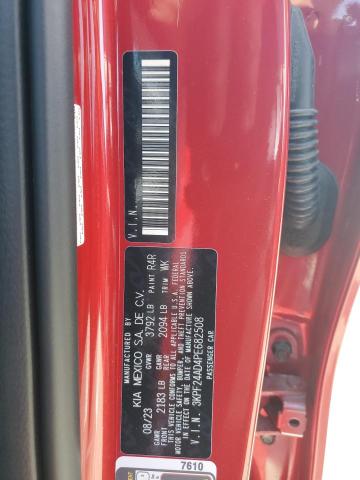 KIA MEXICO S.A. DE C.V.
08/23 GVWR 3792 LB PAINT R4R
GAWR FRONT 2183 LB GAWR REAR 2094 LB TRIM WK
THIS VEHICLE CONFORMS TO ALL APPLICABLE U.S.A. FEDERAL
MOTOR VEHICLE SAFETY, BUMPER, AND THEFT PREVENTION STANDARDS
IN EFFECT ON THE DATE OF MANUFACTURE SHOWN ABOVE.
V.I.N. 3KPF24AD4PE682508
PASSENGER CAR
V.I.N.
7610